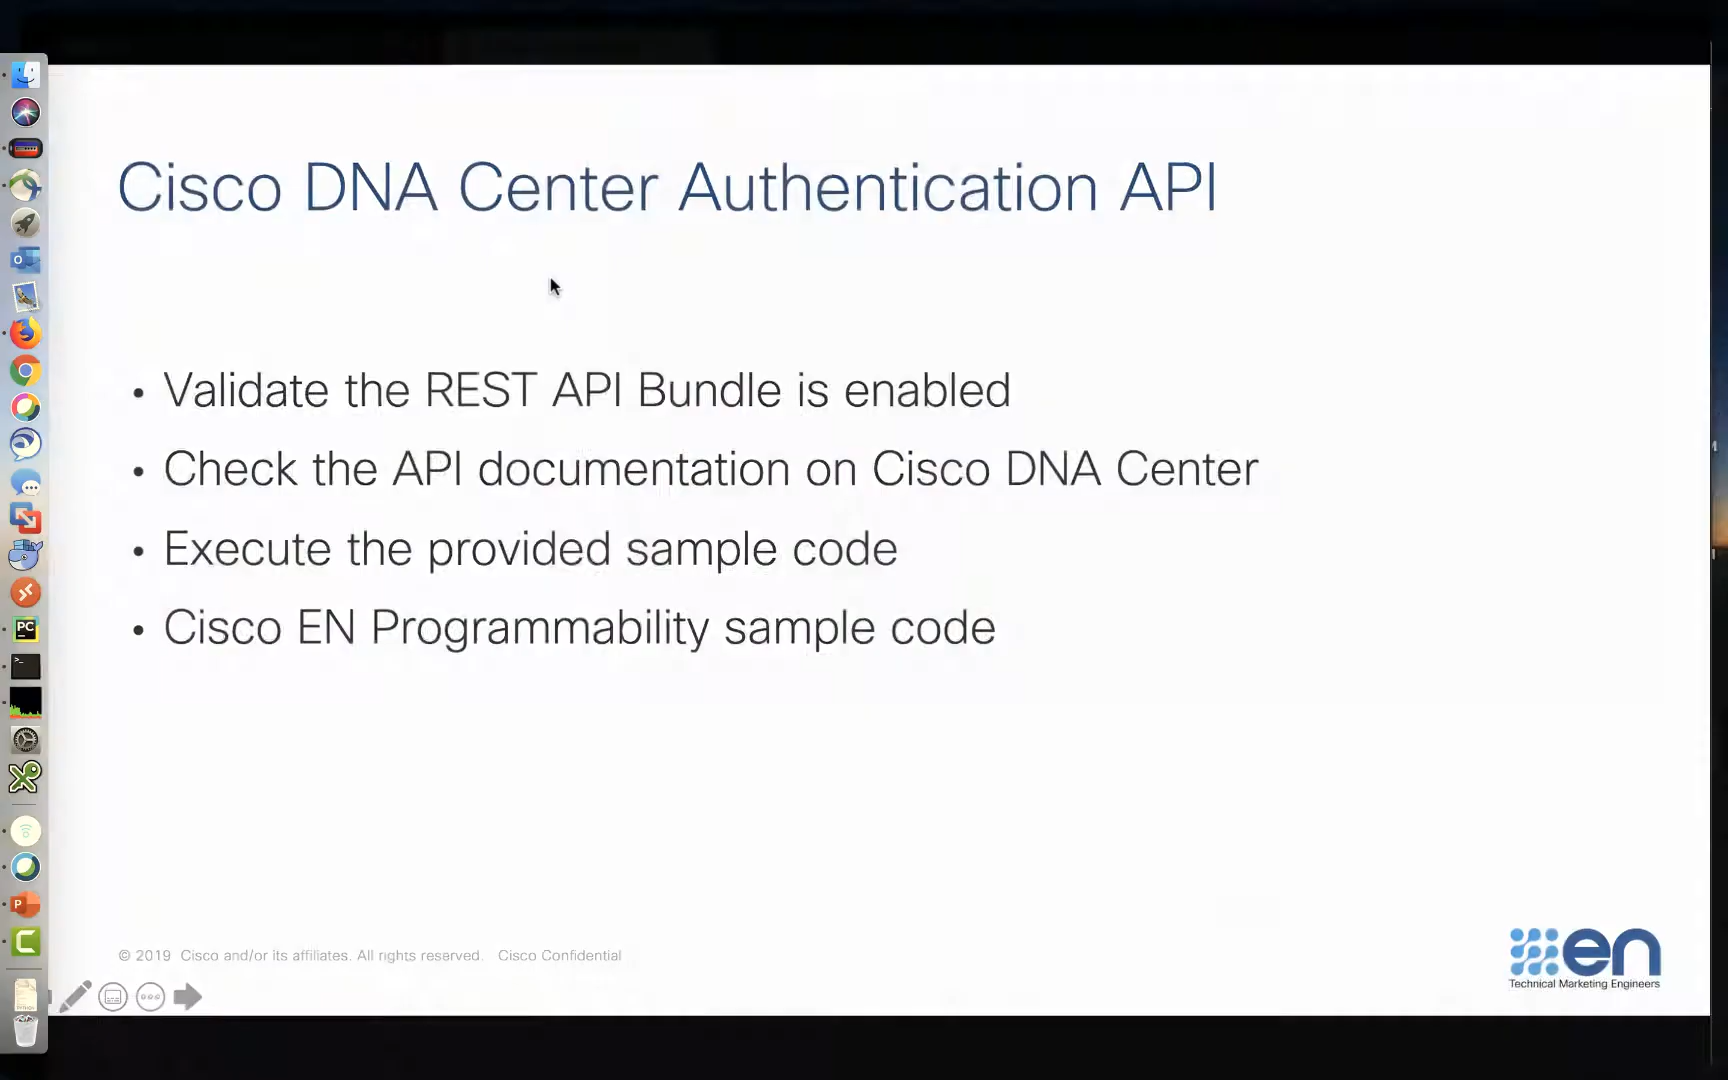 Cisco DNA Center Authentication API
• Validate the REST API Bundle is enabled
• Check the API documentation on Cisco DNA Center
• Execute the provided sample code
• Cisco EN Programmability sample code
© 2019 Cisco and/or its affiliates. All rights reserved. Cisco Confidential
en
Technical Marketing Engineers
PC
P